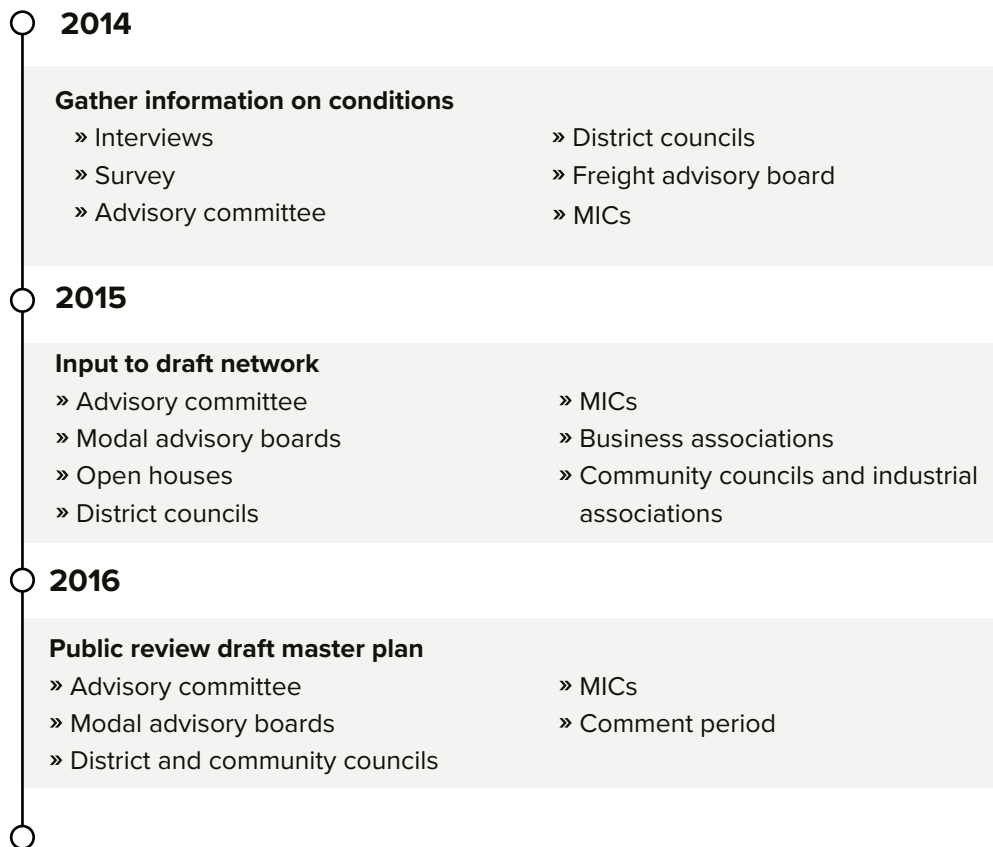 2014
Gather information on conditions
» Interviews
» Survey
» Advisory committee
» District councils
» Freight advisory board
» MICs
2015
Input to draft network
» Advisory committee
» Modal advisory boards
» Open houses
» District councils
» MICs
» Business associations
» Community councils and industrial
associations
2016
Public review draft master plan
» Advisory committee
» Modal advisory boards
» District and community councils
» MICs
» Comment period